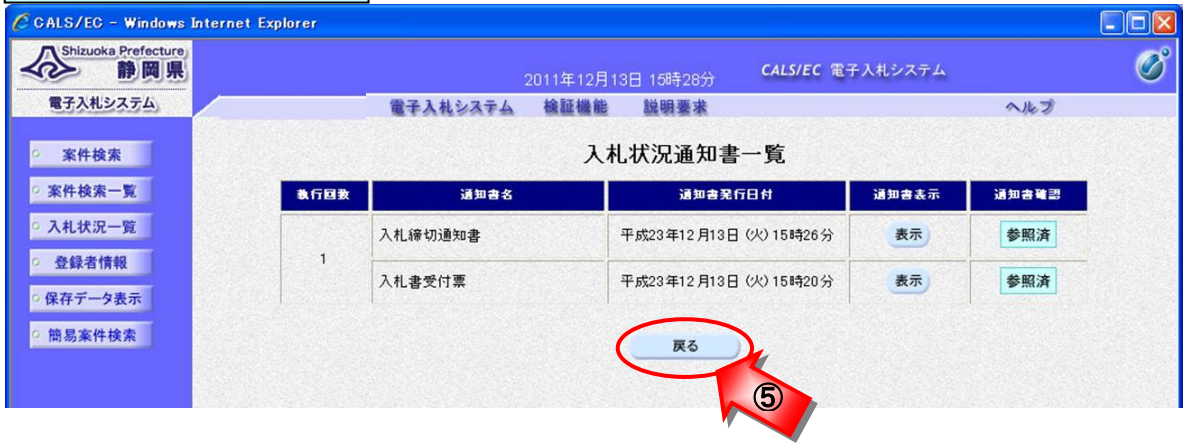 CALS/EC - Windows Internet Explorer
Shizuoka Prefecture
静岡県
2011年12月13日 15時28分
CALS/EC 電子入札システム
電子入札システム
電子入札システム 検証機能 説明要求 ヘルプ
案件検索
案件検索一覧
入札状況一覧
登録者情報
保存データ表示
簡易案件検索
入札状況通知書一覧
執行回数 通知書名 通知書発行日付 通知書表示 通知書確認
1
入札締切通知書 平成23年12月13日 (火) 15時26分 表示 参照済
入札書受付票 平成23年12月13日 (火) 15時20分 表示 参照済
戻る
⑤